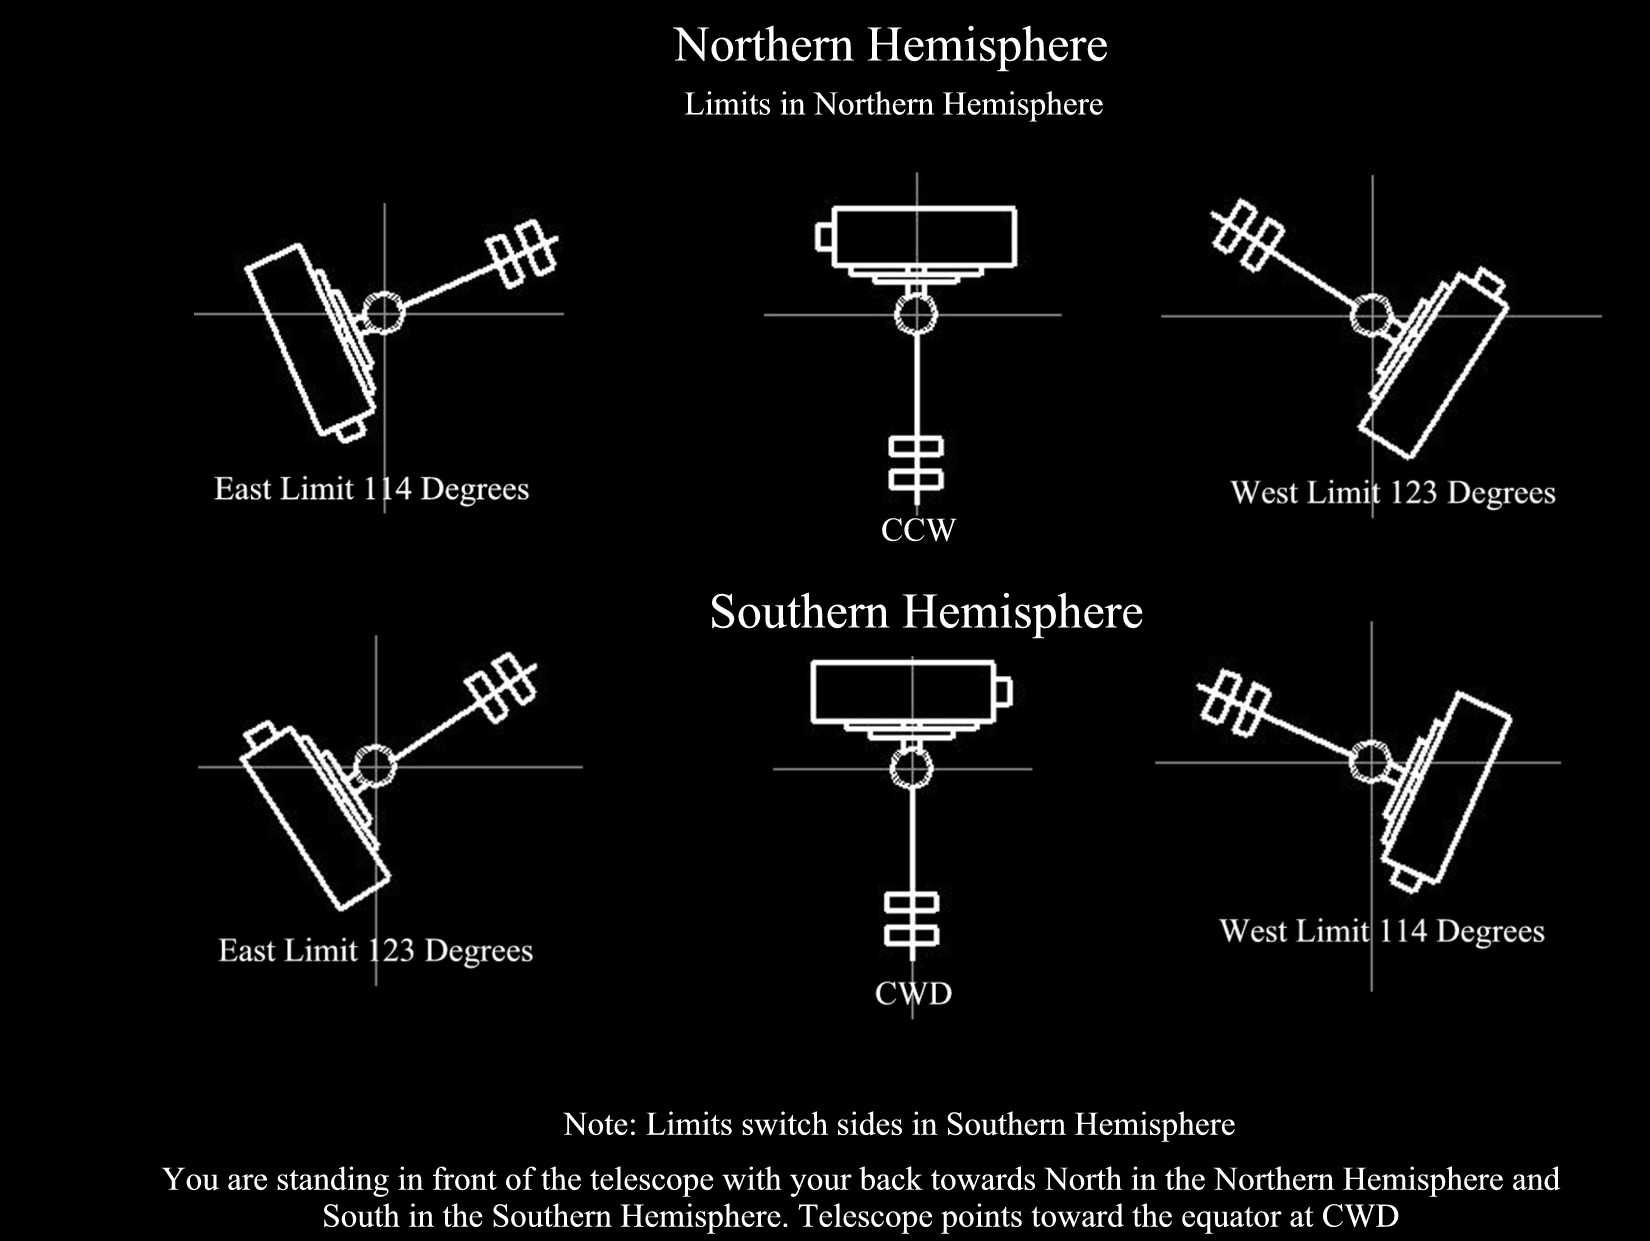 Northern Hemisphere
Limits in Northern Hemisphere
East Limit 114 Degrees
CCW
West Limit 123 Degrees
Southern Hemisphere
East Limit 123 Degrees
CWD
West Limit 114 Degrees
Note: Limits switch sides in Southern Hemisphere
You are standing in front of the telescope with your back towards North in the Northern Hemisphere and
South in the Southern Hemisphere. Telescope points toward the equator at CWD